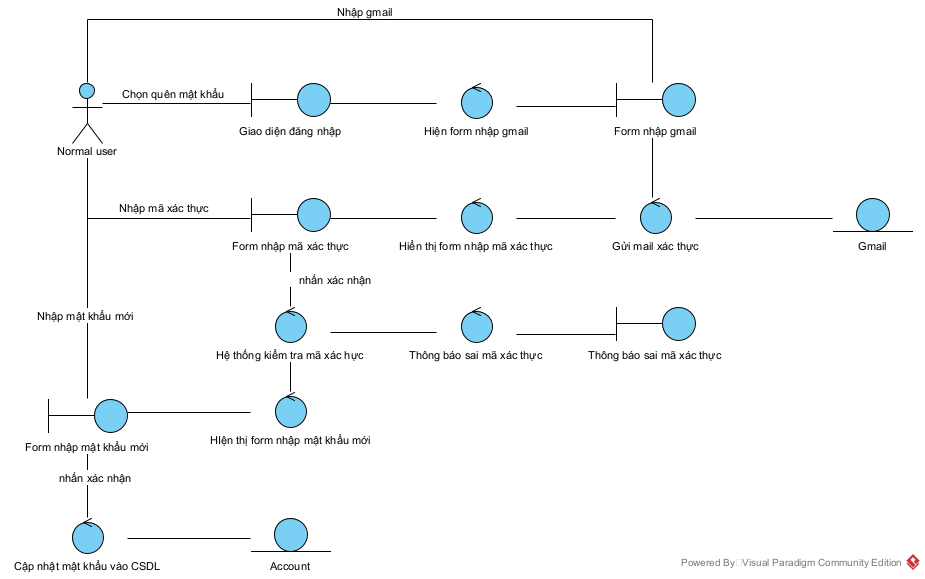 Nhập gmail
Chọn quên mật khẩu
Giao diện đăng nhập
Hiện form nhập gmail
Form nhập gmail
Normal user
Nhập mã xác thực
Form nhập mã xác thực
Hiển thị form nhập mã xác thực
Gửi mail xác thực
Gmail
nhấn xác nhận
Nhập mật khẩu mới
Hệ thống kiểm tra mã xác hực
Thông báo sai mã xác thực
Thông báo sai mã xác thực
Form nhập mật khẩu mới
HIện thị form nhập mật khẩu mới
nhấn xác nhận
Cập nhật mật khẩu vào CSDL
Account
Powered By□Visual Paradigm Community Edition